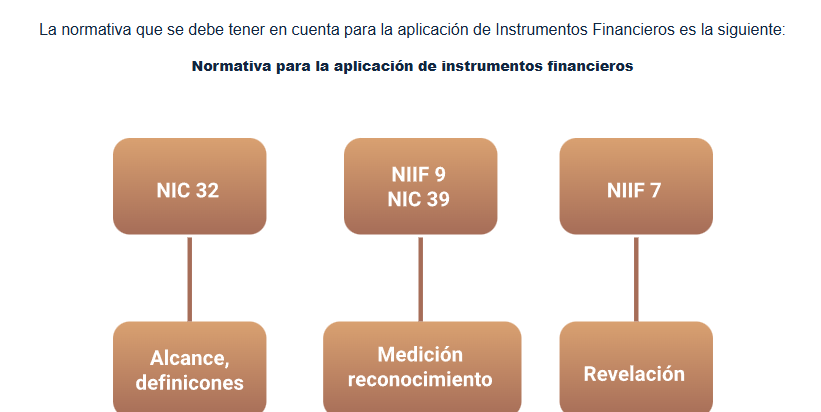 La normativa que se debe tener en cuenta para la aplicación de Instrumentos Financieros es la siguiente:
Normativa para la aplicación de instrumentos financieros
NIC 32
NIIF 9
NIC 39
NIIF 7
Alcance,
definicones
Medición
reconocimiento
Revelación